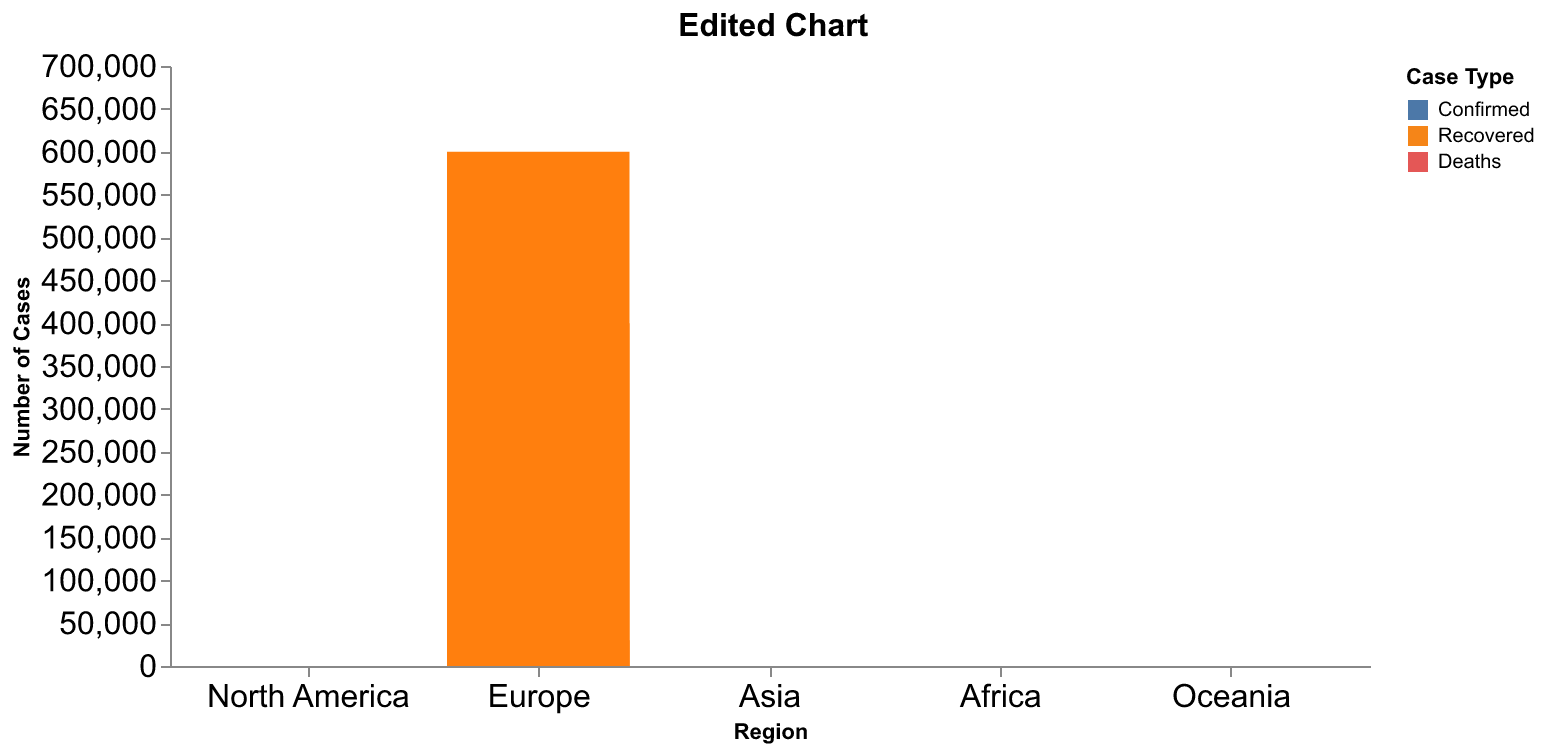 Edited Chart
700,000
650,000
600,000
550,000
500,000
450,000
400,000
350,000
300,000
250,000
200,000
150,000
100,000
50,000
0
Number of Cases
North America Europe Asia Africa Oceania
Region
Case Type
Confirmed
Recovered
Deaths